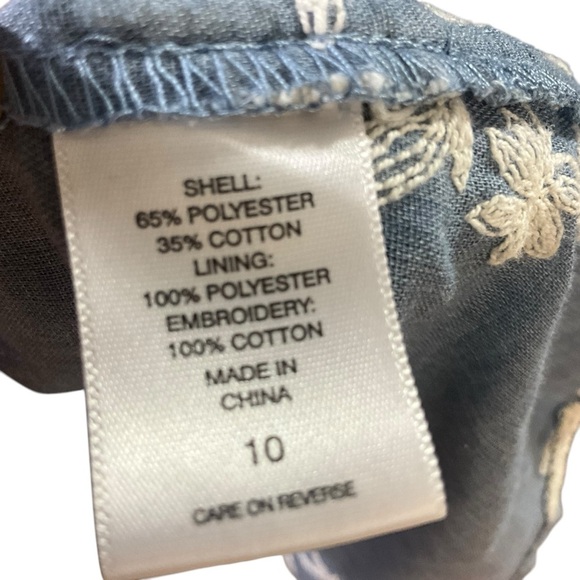 SHELL:
65% POLYESTER
35% COTTON
LINING:
100% POLYESTER
EMBROIDERY:
100% COTTON
MADE IN
CHINA
10
CARE ON REVERSE